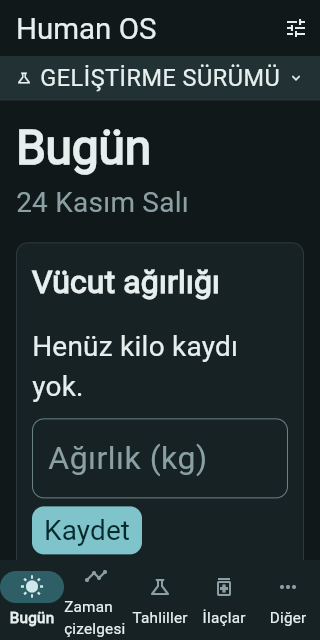 Human OS
GELİŞTİRME SÜRÜMÜ
Bugün
24 Kasım Salı
Vücut ağırlığı
Henüz kilo kaydı
yok.
Ağırlık (kg)
Kaydet
Bugün
Zaman
çizelgesi
Tahliller
İlaçlar
Diğer